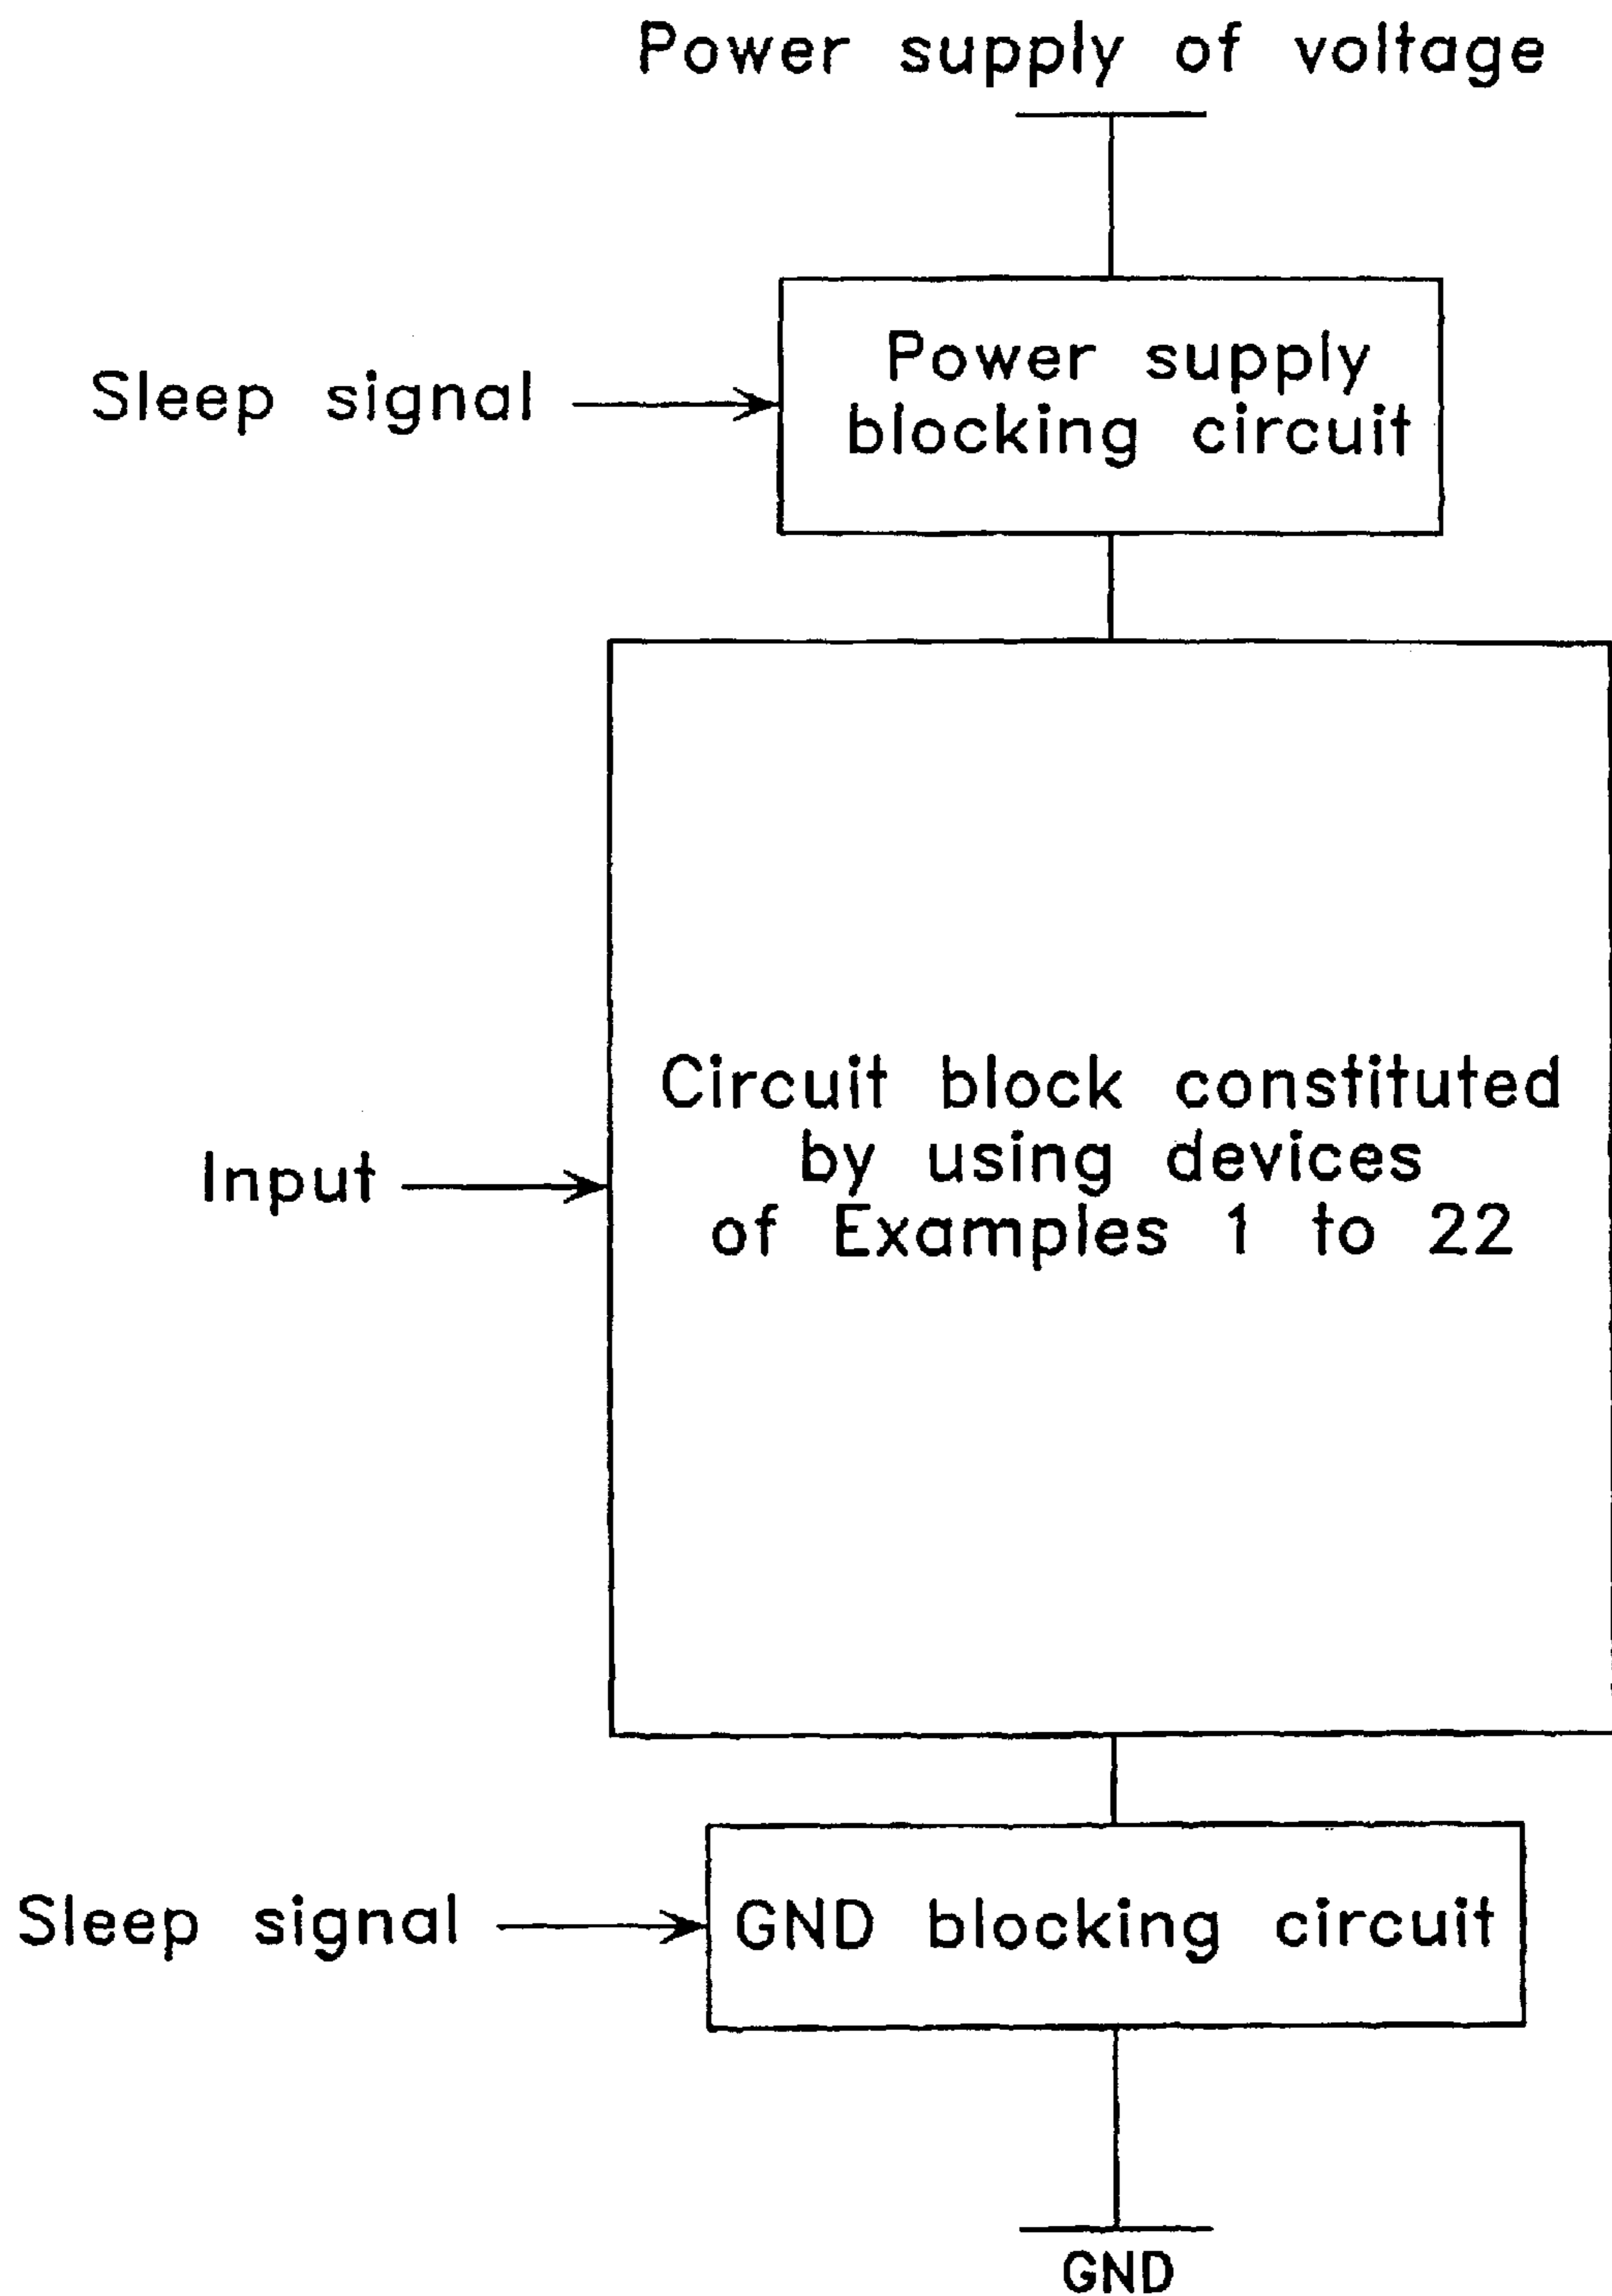 Power supply of voltage
Sleep signal
Power supply
blocking circuit
Input
Circuit block constituted
by using devices
of Examples 1 to 22
Sleep signal
GND blocking circuit
GND